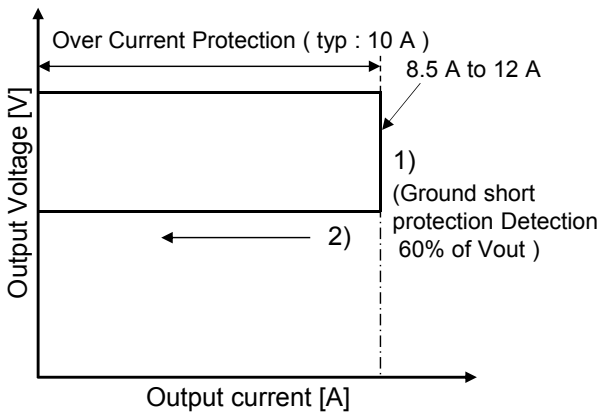 Over Current Protection ( typ : 10 A )
8.5 A to 12 A
1)
(Ground short
protection Detection
60% of Vout )
2)
Output Voltage [V]
Output current [A]